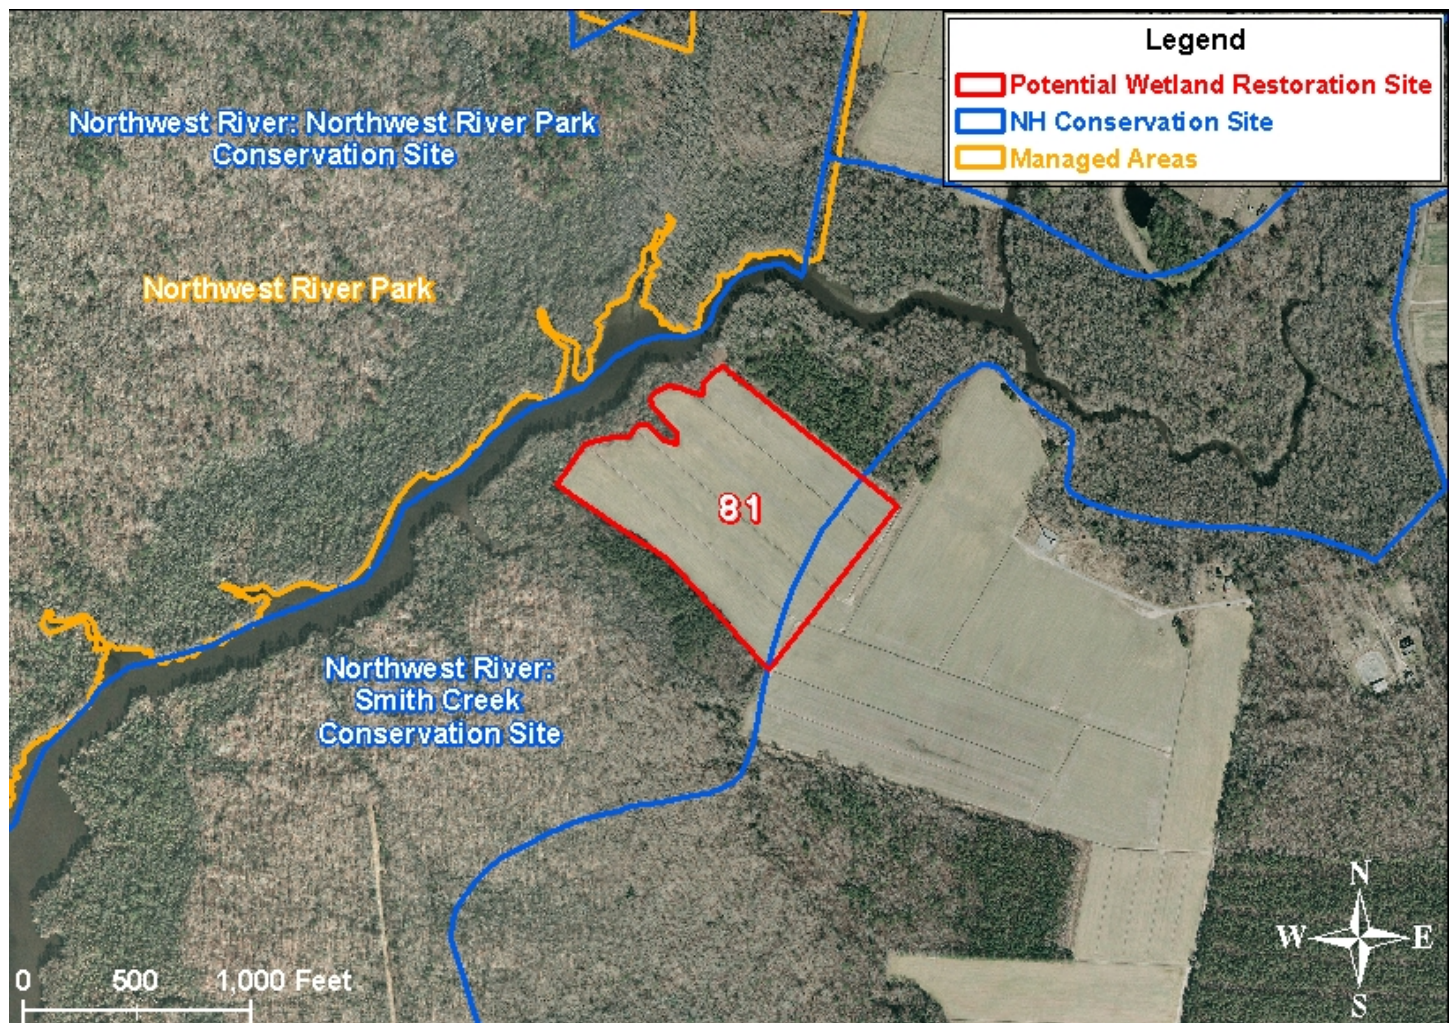 Legend
Potential Wetland Restoration Site
NH Conservation Site
Managed Areas
Northwest River: Northwest River Park
Conservation Site
Northwest River Park
81
Northwest River:
Smith Creek
Conservation Site
N
W E
S
0 500 1,000 Feet